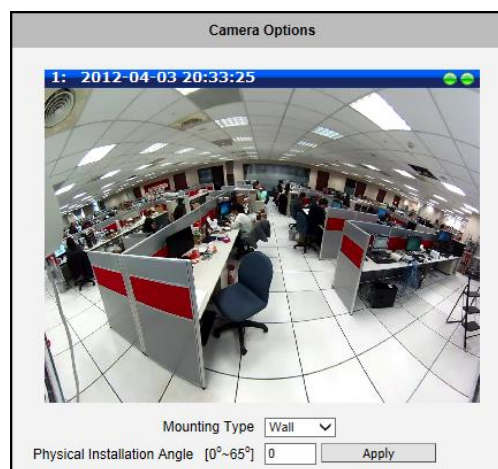 Camera Options
1: 2012-04-03 20:33:25
Mounting Type Wall
Physical Installation Angle [0°~65°] 0 Apply